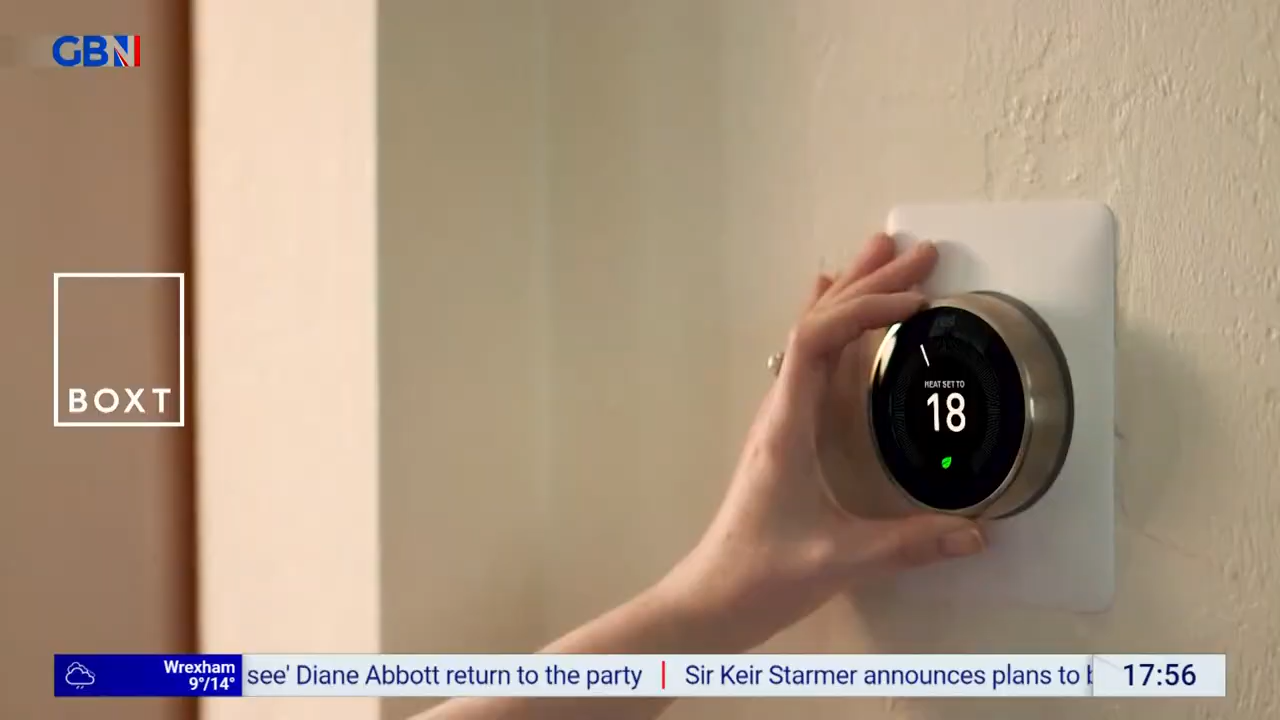 GBN
BOXT
HEAT SET TO
18
Wrexham
9°/14°
see' Diane Abbott return to the party | Sir Keir Starmer announces plans to
17:56